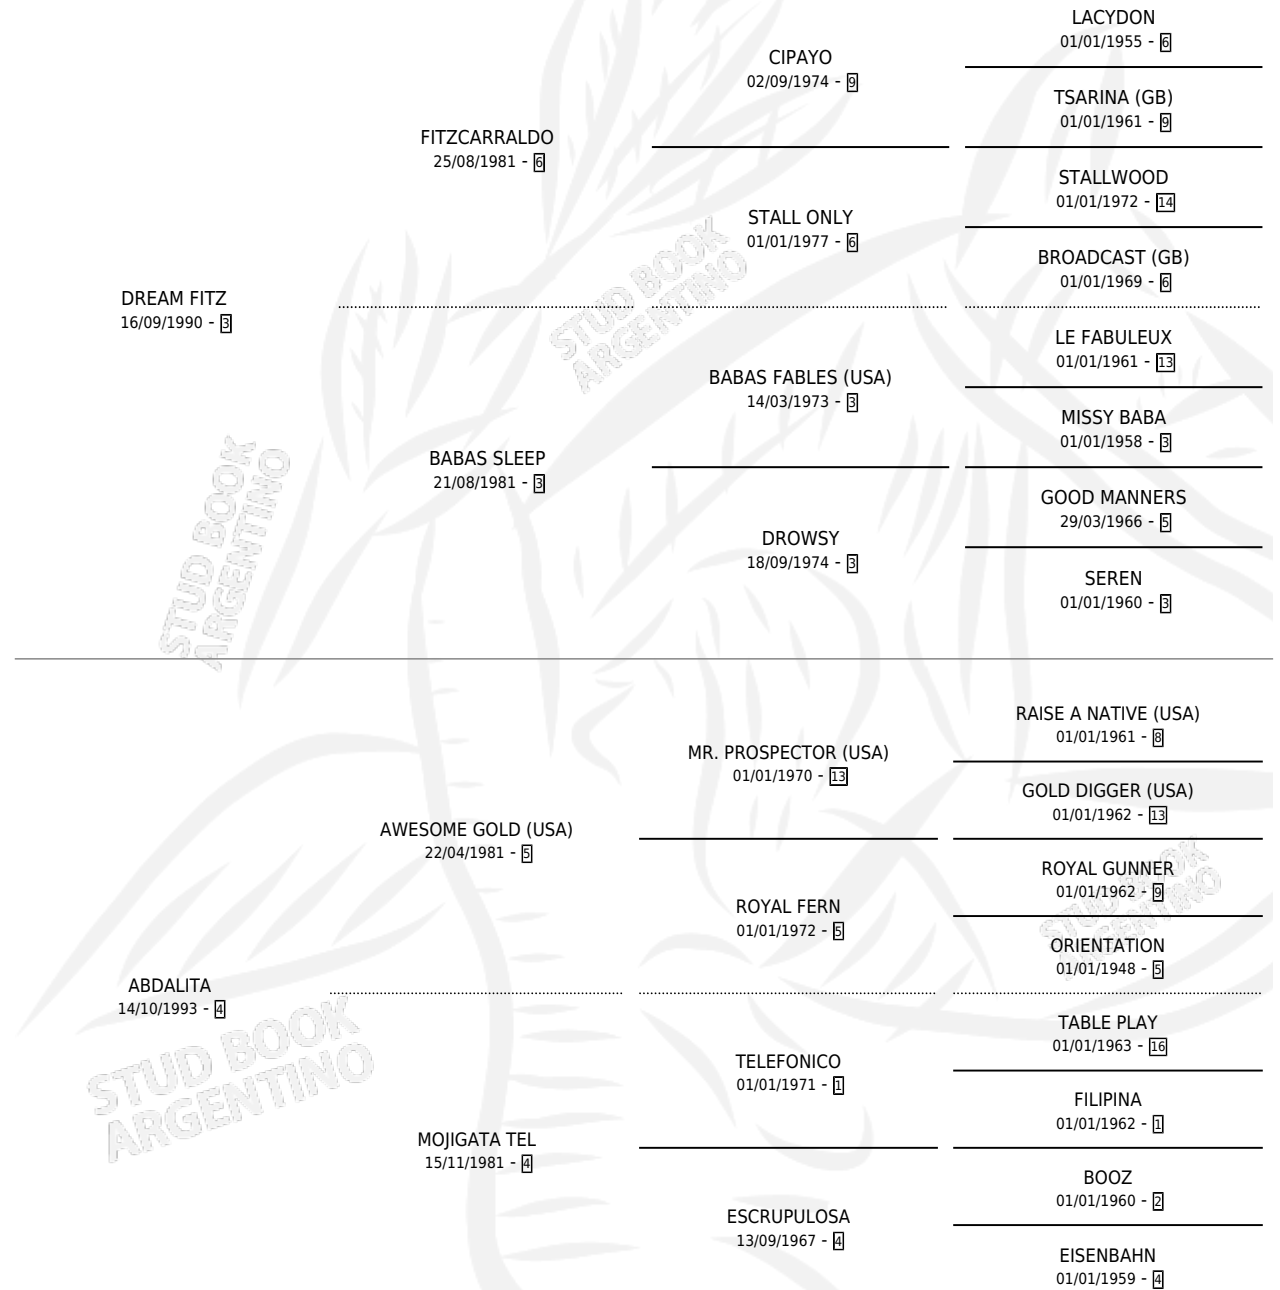 LACYDON
01/01/1955 - 6
CIPAYO
02/09/1974 - 9
TSARINA (GB)
01/01/1961 - 9
FITZCARRALDO
25/08/1981 - 6
STALLWOOD
01/01/1972 - 14
STALL ONLY
01/01/1977 - 6
BROADCAST (GB)
01/01/1969 - 6
DREAM FITZ
16/09/1990 - 3
STUD BOOK
ARGENTINO
LE FABULEUX
01/01/1961 - 13
BABAS FABLES (USA)
14/03/1973 - 3
MISSY BABA
01/01/1958 - 3
BABAS SLEEP
21/08/1981 - 3
GOOD MANNERS
29/03/1966 - 5
DROWSY
18/09/1974 - 3
SEREN
01/01/1960 - 3
STUD BOOK
ARGENTINO
RAISE A NATIVE (USA)
01/01/1961 - 8
MR. PROSPECTOR (USA)
01/01/1970 - 13
GOLD DIGGER (USA)
01/01/1962 - 13
AWESOME GOLD (USA)
22/04/1981 - 5
ROYAL GUNNER
01/01/1962 - 9
ROYAL FERN
01/01/1972 - 5
STUD BOOK
ARGENTINO
ORIENTATION
01/01/1948 - 5
ABDALITA
14/10/1993 - 4
STUD BOOK
ARGENTINO
TABLE PLAY
01/01/1963 - 16
TELEFONICO
01/01/1971 - 1
FILIPINA
01/01/1962 - 1
MOJIGATA TEL
15/11/1981 - 4
BOOZ
01/01/1960 - 2
ESCRUPULOSA
13/09/1967 - 4
EISENBAHN
01/01/1959 - 4